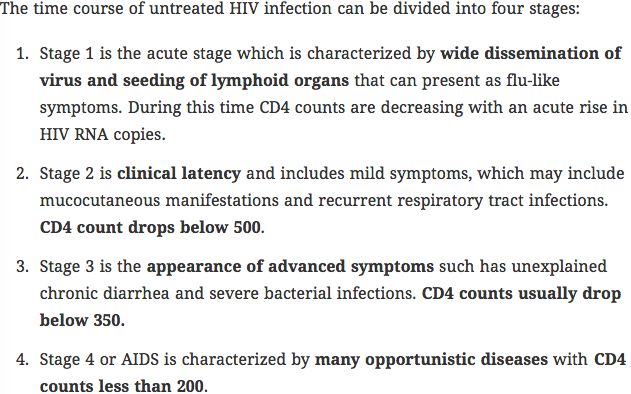 The time course of untreated HIV infection can be divided into four stages:
1. Stage 1 is the acute stage which is characterized by wide dissemination of
virus and seeding of lymphoid organs that can present as flu-like
symptoms. During this time CD4 counts are decreasing with an acute rise in
HIV RNA copies.
2. Stage 2 is clinical latency and includes mild symptoms, which may include
mucocutaneous manifestations and recurrent respiratory tract infections.
CD4 count drops below 500.
3. Stage 3 is the appearance of advanced symptoms such has unexplained
chronic diarrhea and severe bacterial infections. CD4 counts usually drop
below 350.
4. Stage 4 or AIDS is characterized by many opportunistic diseases with CD4
counts less than 200.